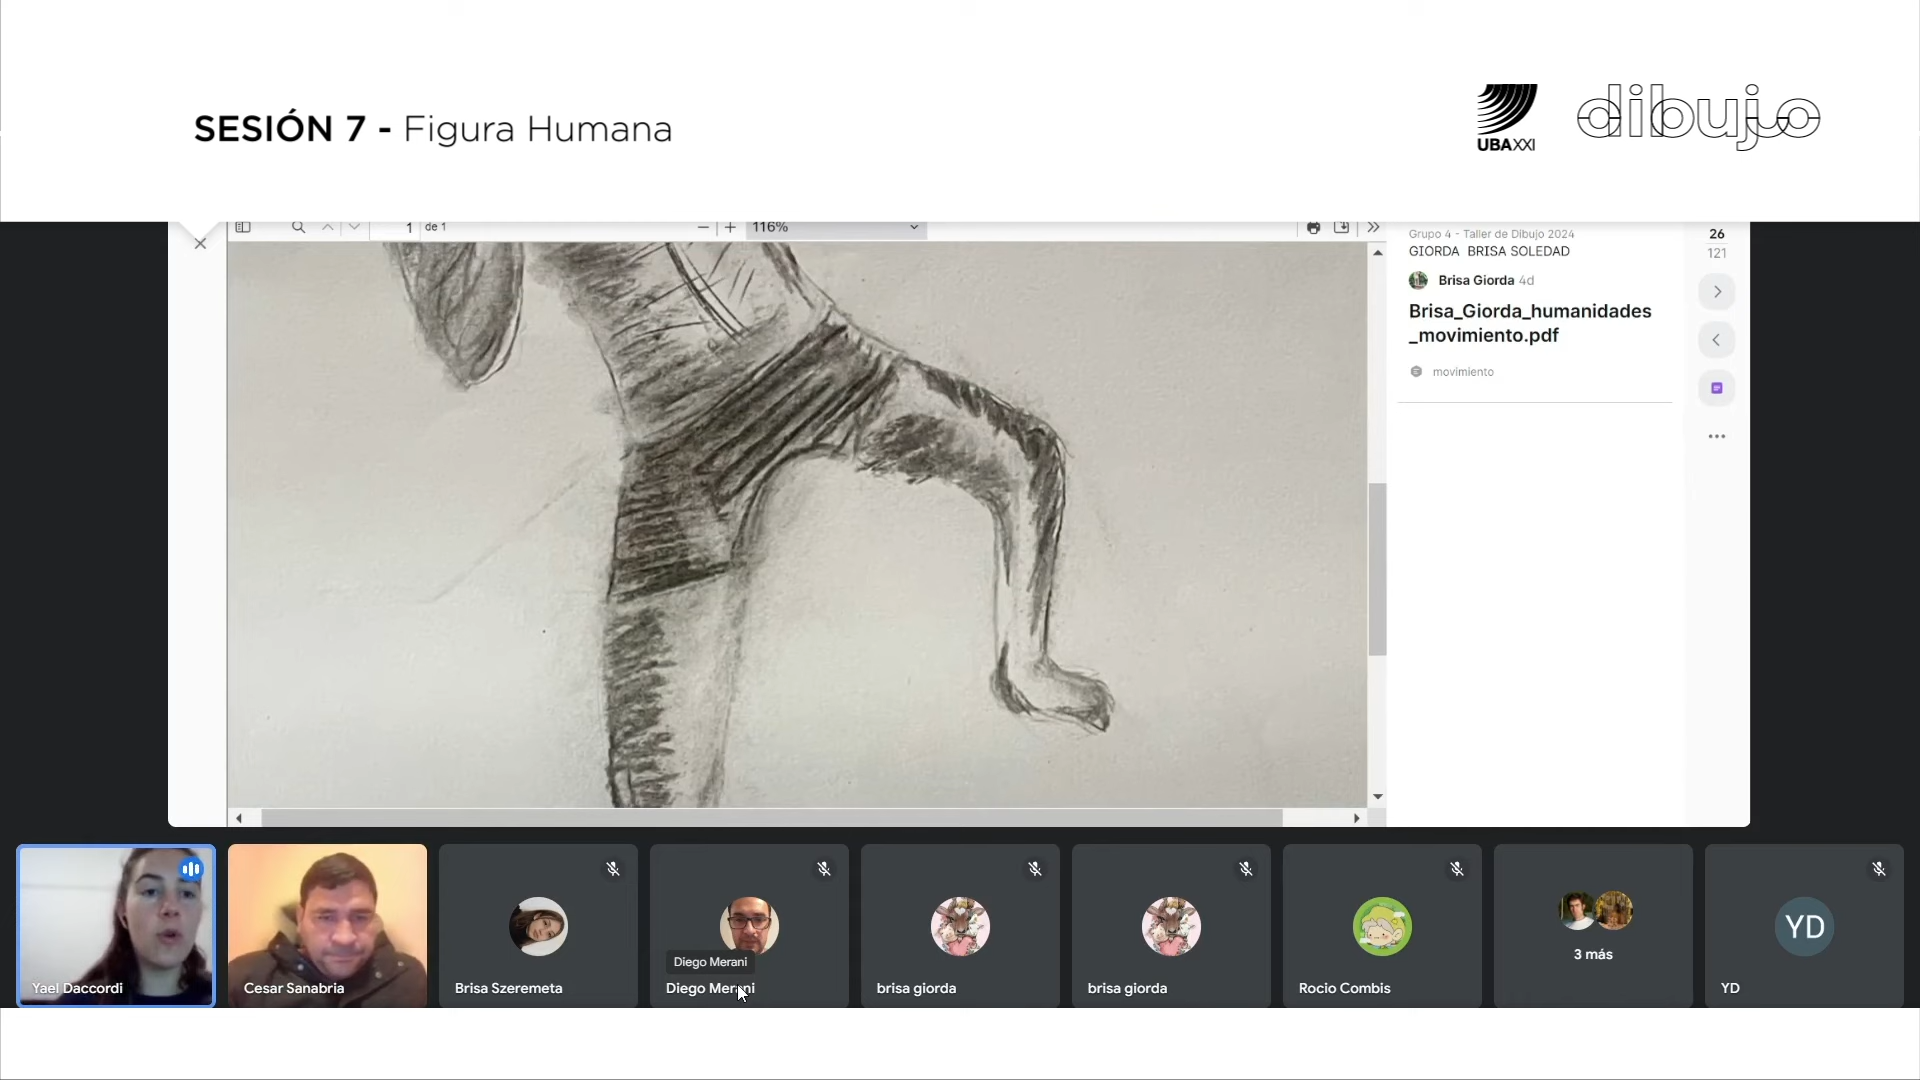 SESIÓN 7 - Figura Humana
UBAXXI
dibujo
1 de 1
116%
Grupo 4 - Taller de Dibujo 2024
GIORDA BRISA SOLEDAD
Brisa Giorda 4d
Brisa_Giorda_humanidades
_movimiento.pdf
movimiento
26
121
Yael Daccordi
Cesar Sanabria
Brisa Szeremeta
Diego Merani
Diego Merani
brisa giorda
brisa giorda
Rocio Combis
3 más
YD
YD